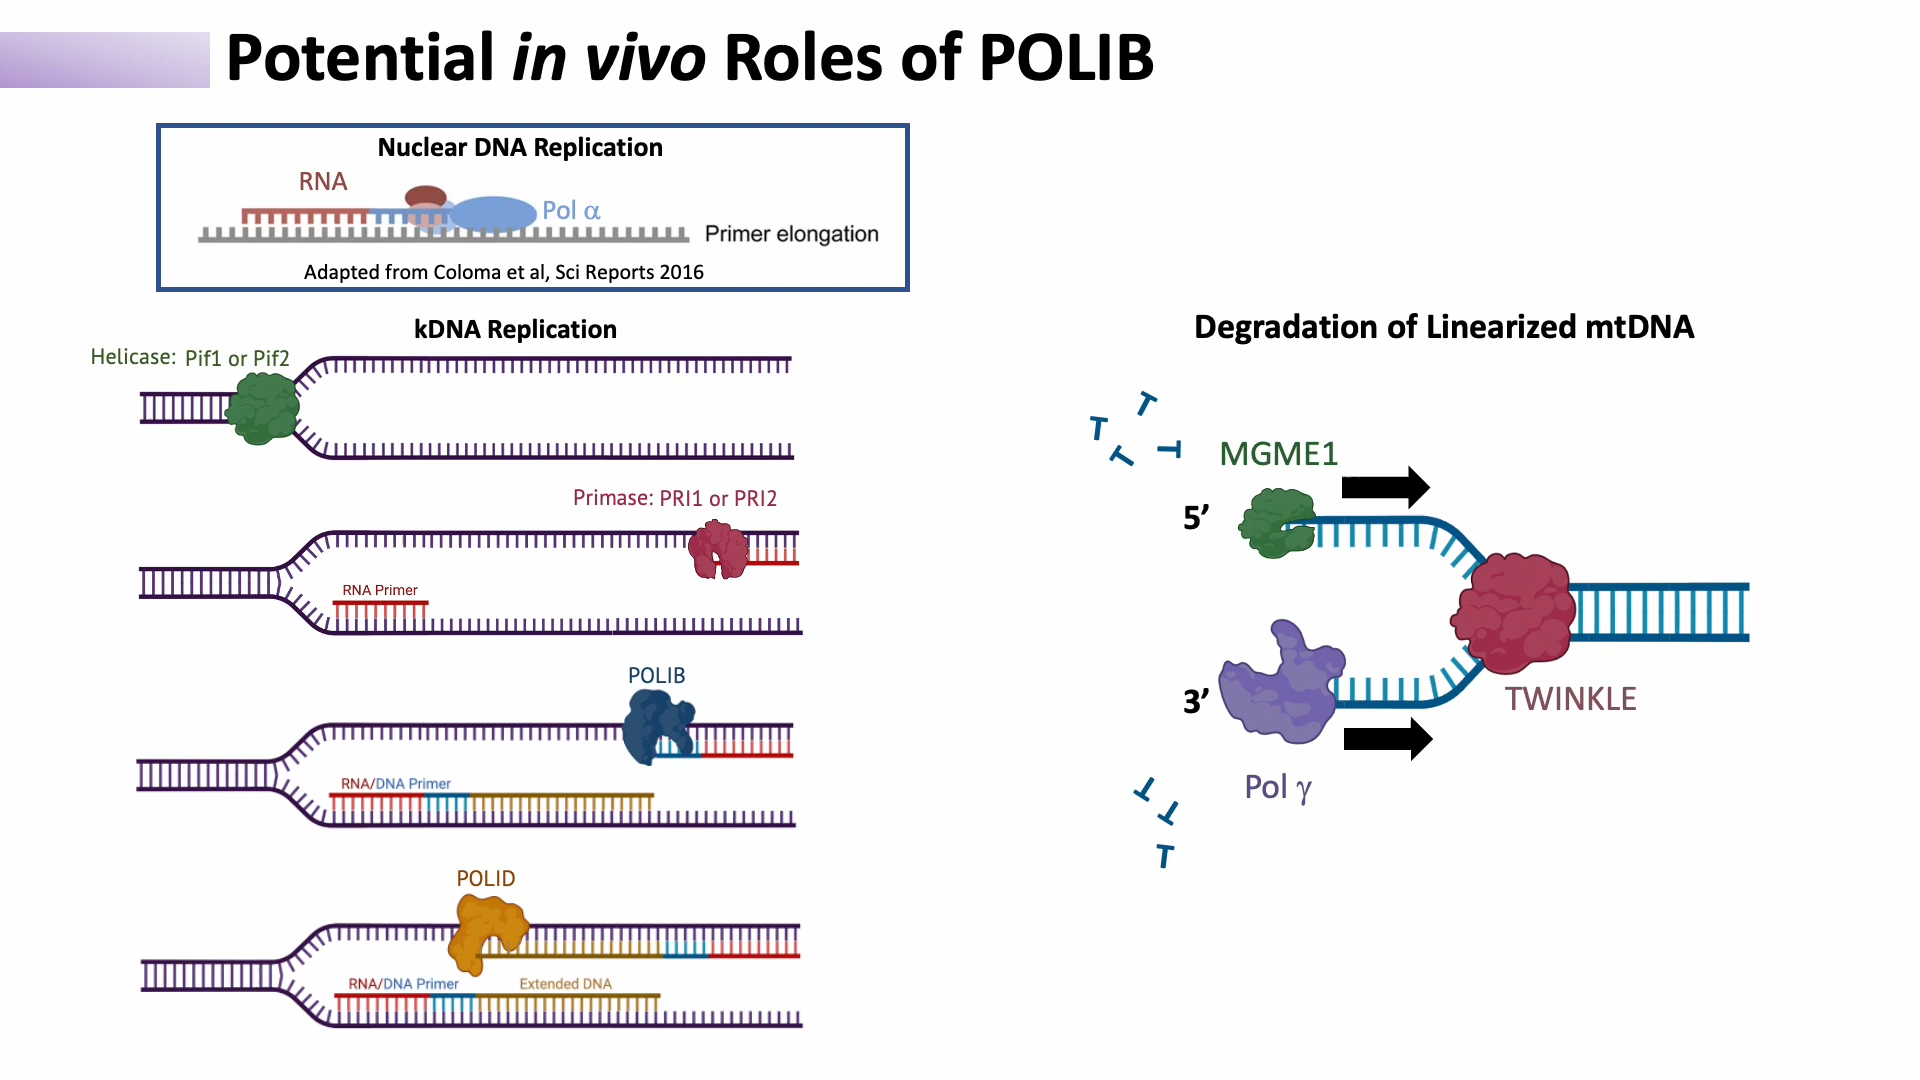 Potential in vivo Roles of POLIB
Nuclear DNA Replication
RNA
Pol α
Primer elongation
Adapted from Coloma et al, Sci Reports 2016
kDNA Replication
Helicase: Pif1 or Pif2
Primase: PRI1 or PRI2
RNA Primer
POLIB
RNA/DNA Primer
POLID
RNA/DNA Primer
Extended DNA
Degradation of Linearized mtDNA
MGME1
5’
3’
TWINKLE
Pol γ